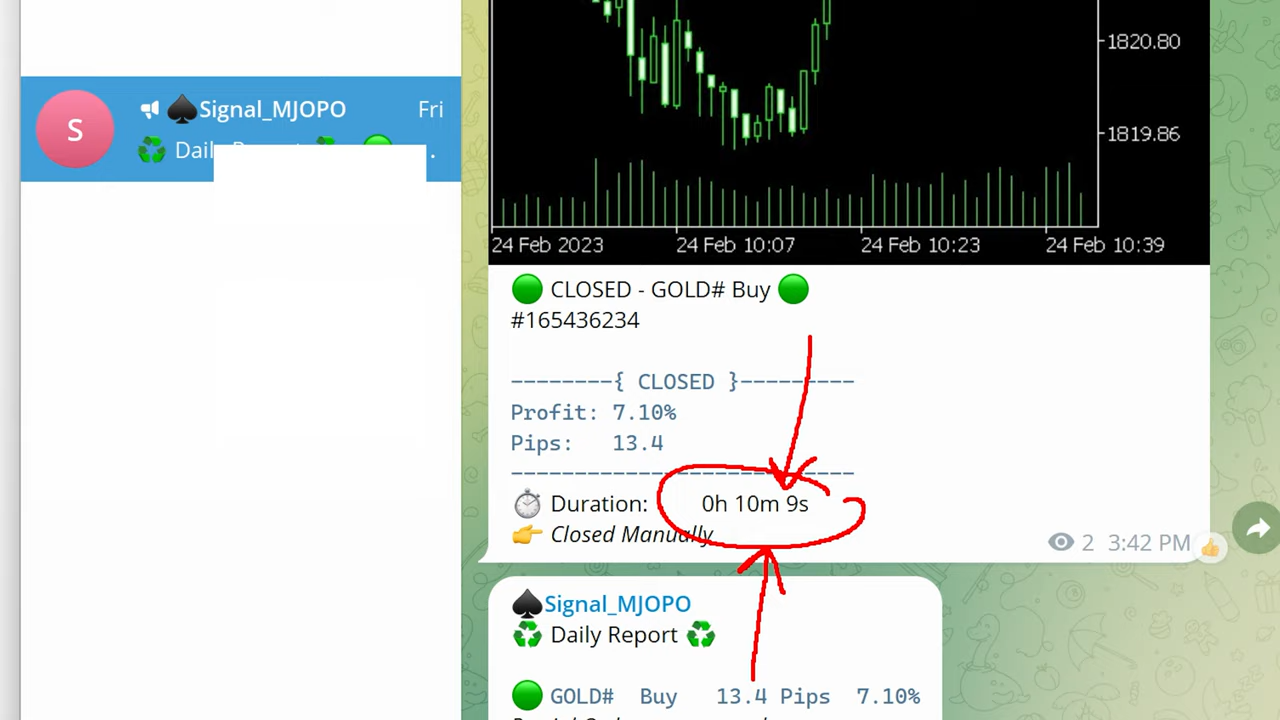 1820.80
S
Signal_MJOPO
Fri
1819.86
24 Feb 2023
24 Feb 10:07
24 Feb 10:23
24 Feb 10:39
CLOSED - GOLD# Buy
#165436234
--------{ CLOSED }---------
Profit: 7.10%
Pips: 13.4
---------------------------
Duration: 0h 10m 9s
Closed Manually
2 3:42 PM
Signal_MJOPO
Daily Report
GOLD# Buy 13.4 Pips 7.10%